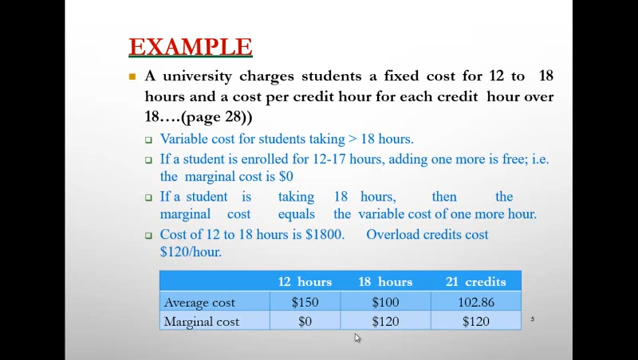 EXAMPLE
A university charges students a fixed cost for 12 to 18
hours and a cost per credit hour for each credit hour over
18….(page 28))
Variable cost for students taking > 18 hours.
If a student is enrolled for 12-17 hours, adding one more is free; i.e.
the marginal cost is $0
If a student is taking 18 hours, then the
marginal cost equals the variable cost of one more hour.
Cost of 12 to 18 hours is $1800. Overload credits cost
$120/hour.
12 hours 18 hours 21 credits
Average cost $150 $100 102.86
Marginal cost $0 $120 $120
5